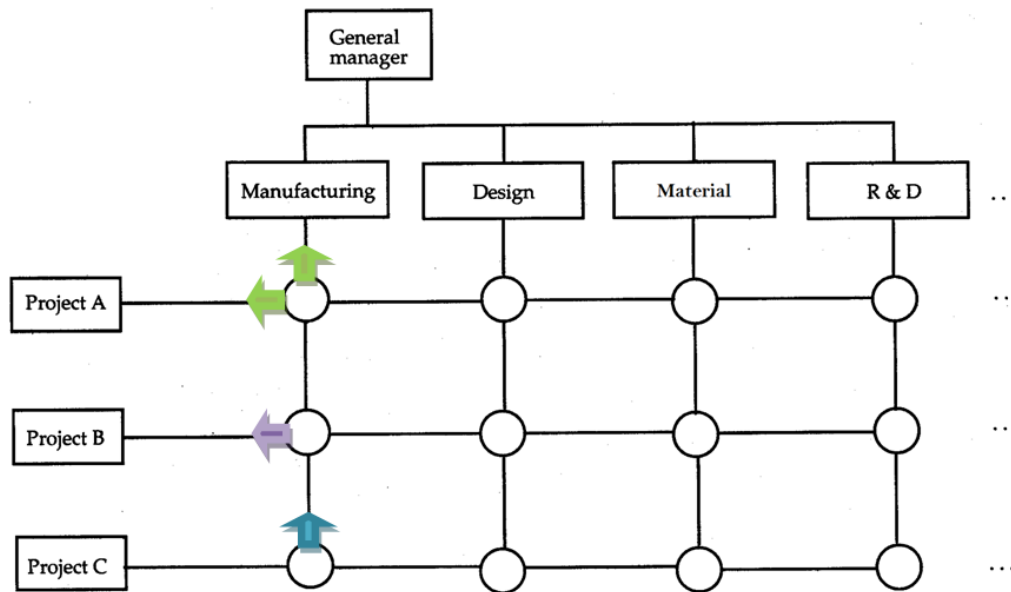 General
manager
Manufacturing
Design
Material
R & D
...
Project A
...
Project B
...
Project C
...